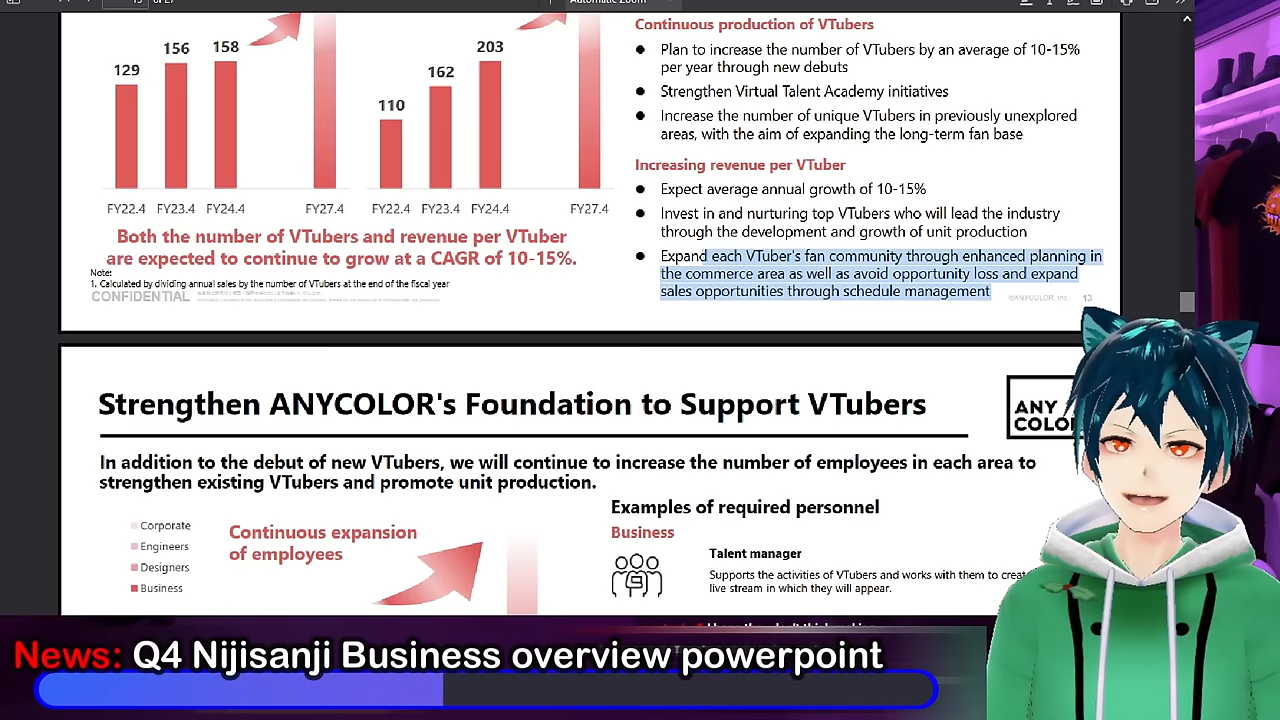 of 27
Automatic Zoom
129
156
158
110
162
203
FY22.4
FY23.4
FY24.4
FY27.4
FY22.4
FY23.4
FY24.4
FY27.4
Both the number of VTubers and revenue per VTuber
are expected to continue to grow at a CAGR of 10-15%.
Note:
1. Calculated by dividing annual sales by the number of VTubers at the end of the fiscal year
CONFIDENTIAL
Continuous production of VTubers
● Plan to increase the number of VTubers by an average of 10-15%
per year through new debuts
● Strengthen Virtual Talent Academy initiatives
● Increase the number of unique VTubers in previously unexplored
areas, with the aim of expanding the long-term fan base
Increasing revenue per VTuber
● Expect average annual growth of 10-15%
● Invest in and nurturing top VTubers who will lead the industry
through the development and growth of unit production
● Expand each VTuber's fan community through enhanced planning in
the commerce area as well as avoid opportunity loss and expand
sales opportunities through schedule management
©ANYCOLOR, Inc.
13
Strengthen ANYCOLOR's Foundation to Support VTubers
ANY
COLOR
In addition to the debut of new VTubers, we will continue to increase the number of employees in each area to
strengthen existing VTubers and promote unit production.
Corporate
Engineers
Designers
Business
Continuous expansion
of employees
Examples of required personnel
Business
Talent manager
Supports the activities of VTubers and works with them to create
live stream in which they will appear.
News: Q4 Nijisanji Business overview powerpoint